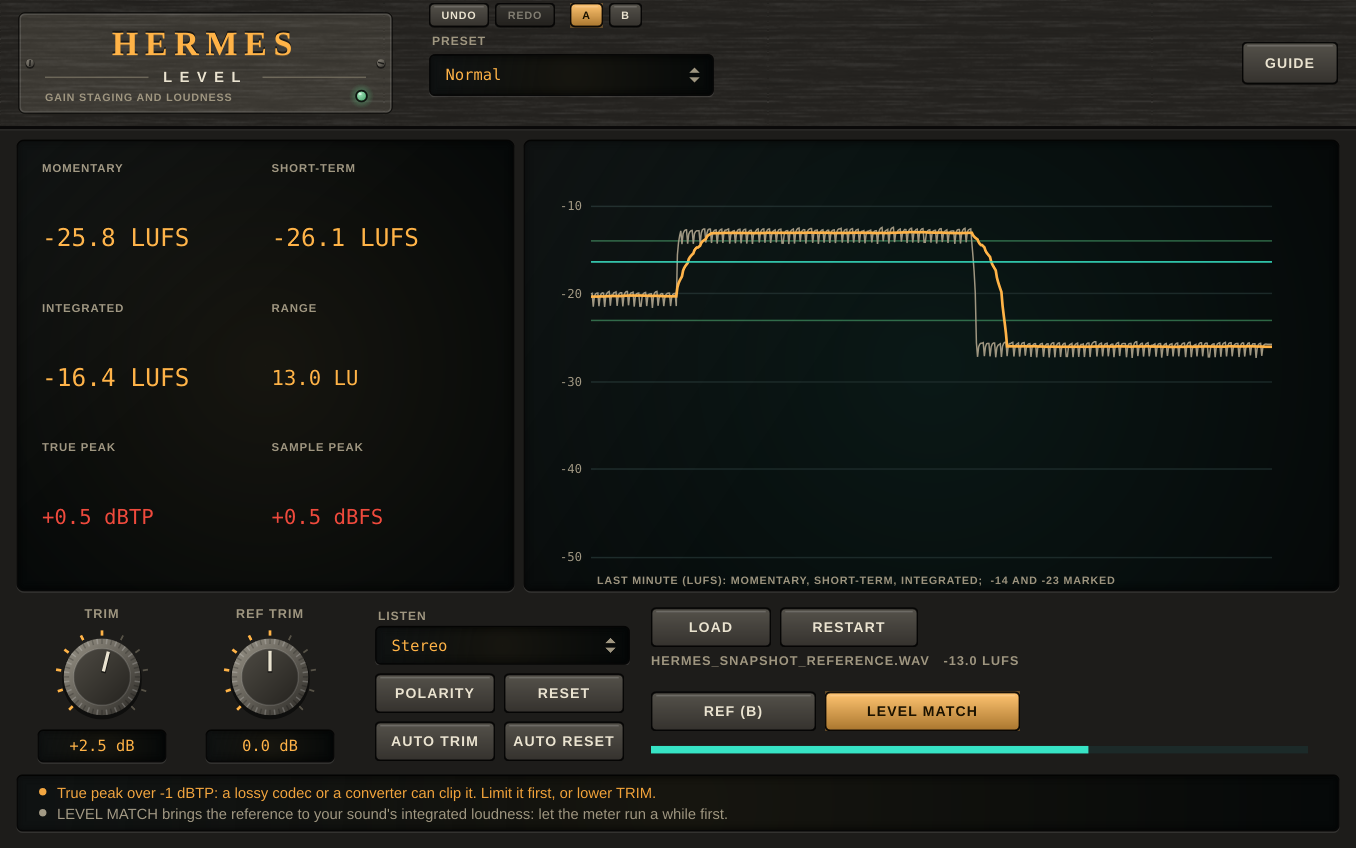 UNDO REDO A B
HERMES
LEVEL
GAIN STAGING AND LOUDNESS
PRESET
Normal
GUIDE
MOMENTARY SHORT-TERM
-25.8 LUFS -26.1 LUFS
INTEGRATED RANGE
-16.4 LUFS 13.0 LU
TRUE PEAK SAMPLE PEAK
+0.5 dBTP +0.5 dBFS
-10
-20
-30
-40
-50
LAST MINUTE (LUFS): MOMENTARY, SHORT-TERM, INTEGRATED; -14 AND -23 MARKED
TRIM REF TRIM
+2.5 dB 0.0 dB
LISTEN
Stereo
POLARITY RESET
AUTO TRIM AUTO RESET
LOAD RESTART
HERMES_SNAPSHOT_REFERENCE.WAV -13.0 LUFS
REF (B) LEVEL MATCH
True peak over -1 dBTP: a lossy codec or a converter can clip it. Limit it first, or lower TRIM.
LEVEL MATCH brings the reference to your sound's integrated loudness: let the meter run a while first.